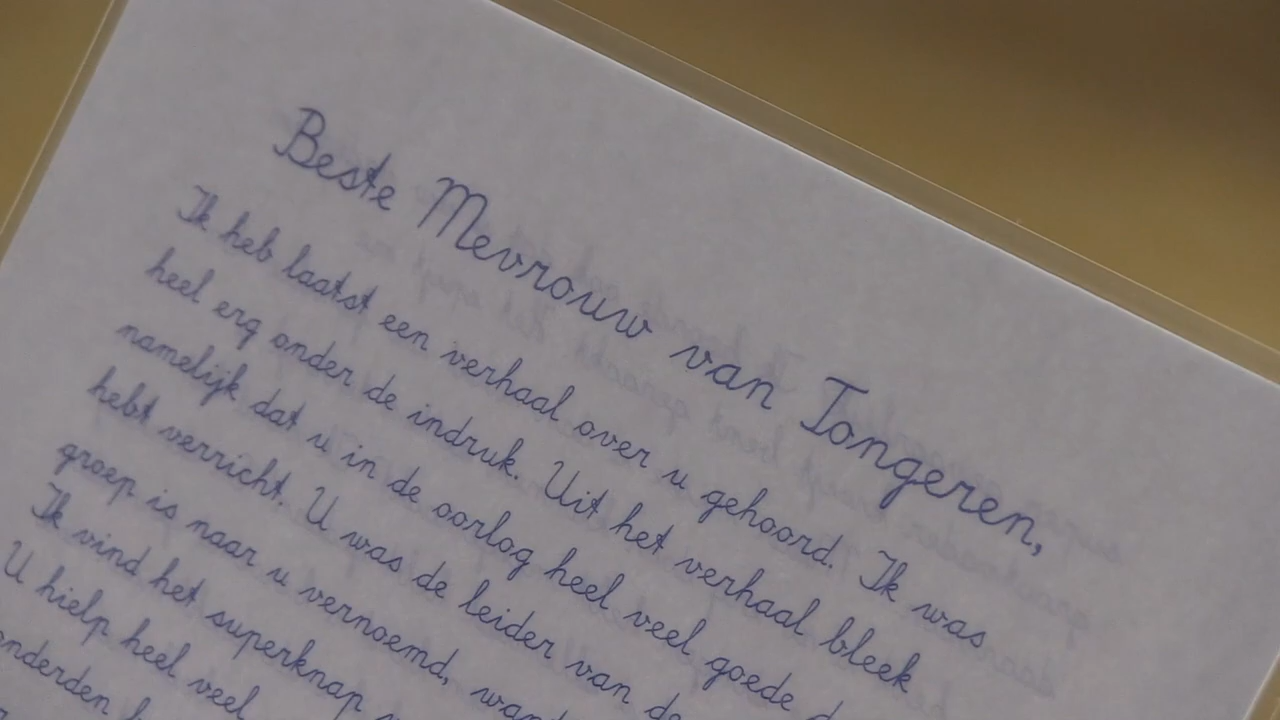 Beste Mevrouw van Tongeren,
Ik heb laatst een verhaal over u gehoord. Ik was
heel erg onder de indruk. Uit het verhaal bleek
namelijk dat u in de oorlog heel veel goede
hebt verricht. U was de leider van de
groep is naar u vernoemd,
Ik vind het superknap
U hielp heel veel